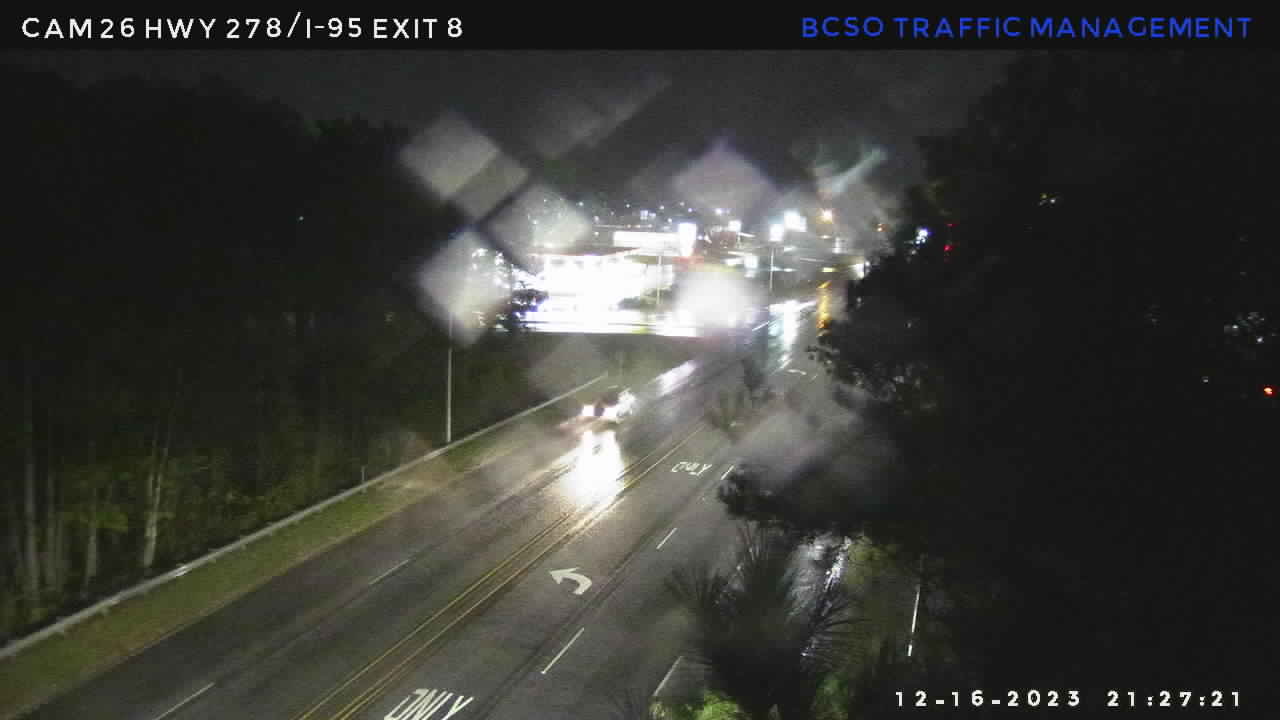 CAM26 HWY 278/I-95 EXIT 8
BCSO TRAFFIC MANAGEMENT
ONLY
ONLY
12-16-2023 21:27:21